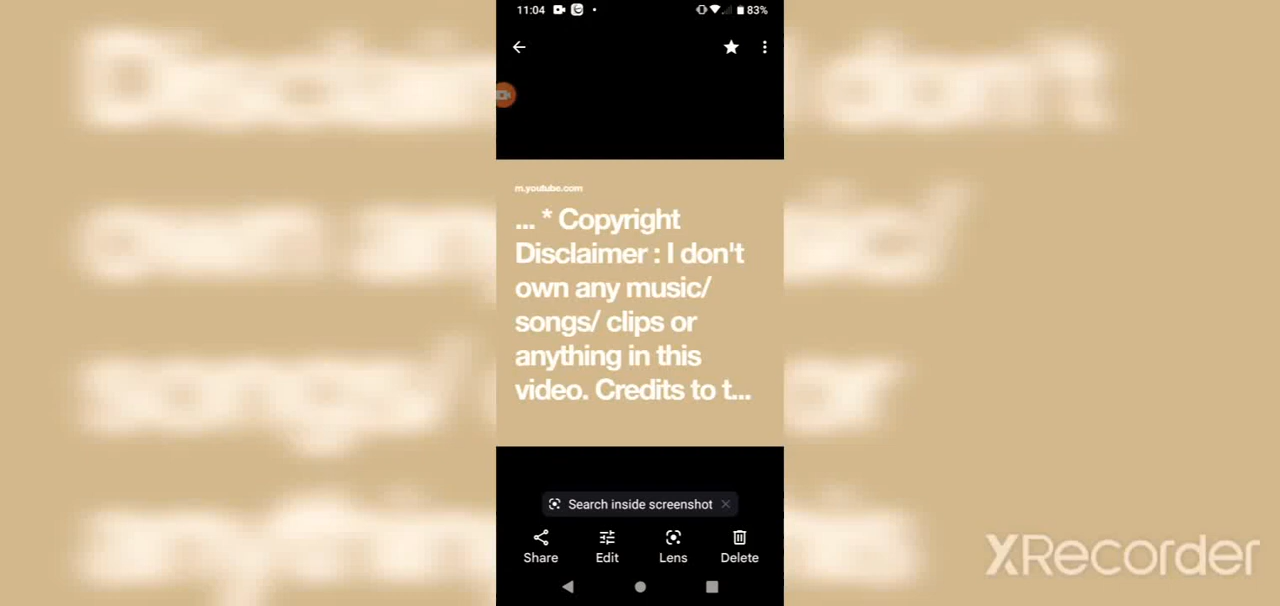 11:04
83%
m.youtube.com
... * Copyright
Disclaimer : I don't
own any music/
songs/ clips or
anything in this
video. Credits to t...
Search inside screenshot
Share Edit Lens Delete
XRecorder